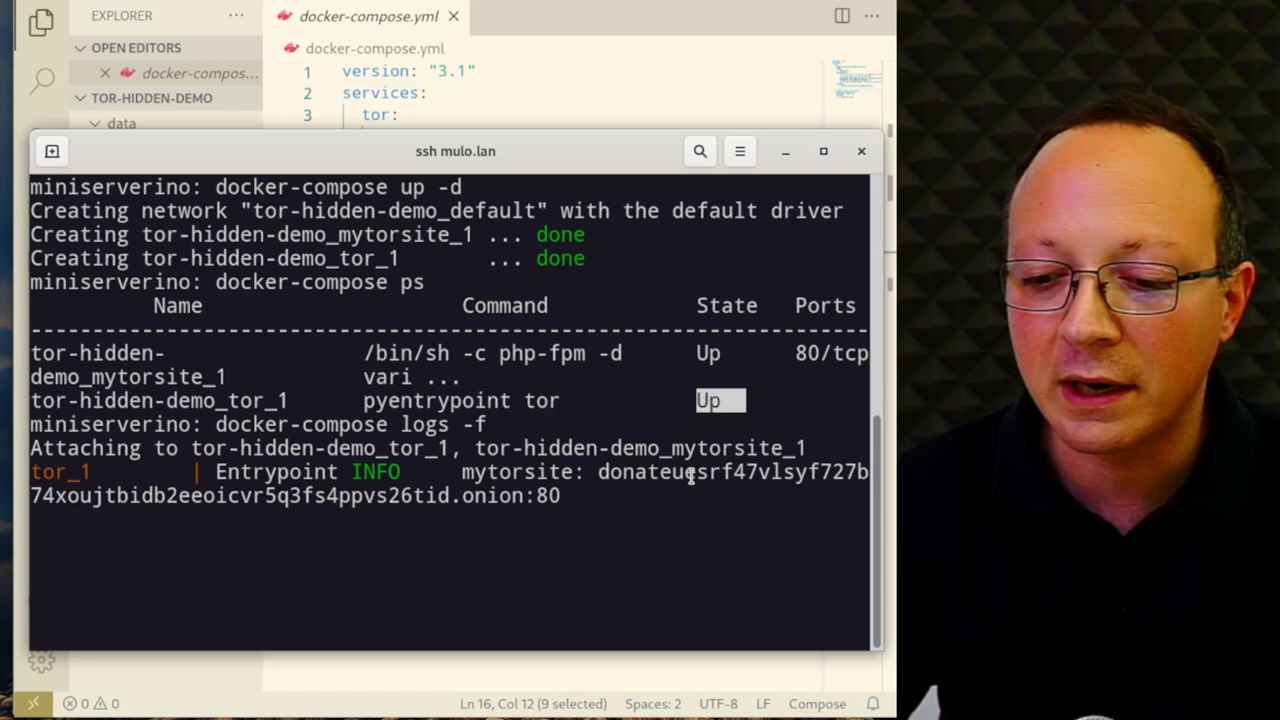 EXPLORER
docker-compose.yml
OPEN EDITORS
docker-compos...
TOR-HIDDEN-DEMO
data
docker-compose.yml
1 version: "3.1"
2 services:
3 tor:
ssh mulo.lan
miniserverino: docker-compose up -d
Creating network "tor-hidden-demo_default" with the default driver
Creating tor-hidden-demo_mytorsite_1 ... done
Creating tor-hidden-demo_tor_1 ... done
miniserverino: docker-compose ps
Name Command State Ports
--------------------------------------------------------------------
tor-hidden- /bin/sh -c php-fpm -d Up 80/tcp
demo_mytorsite_1 vari ...
tor-hidden-demo_tor_1 pyentrypoint tor Up
miniserverino: docker-compose logs -f
Attaching to tor-hidden-demo_tor_1, tor-hidden-demo_mytorsite_1
tor_1 | Entrypoint INFO mytorsite:
74xoujtbidb2eeoicvr5q3fs4ppvs26tid.onion:80
0 0 Ln 16, Col 12 (9 selected) Spaces: 2 UTF-8 LF Compose